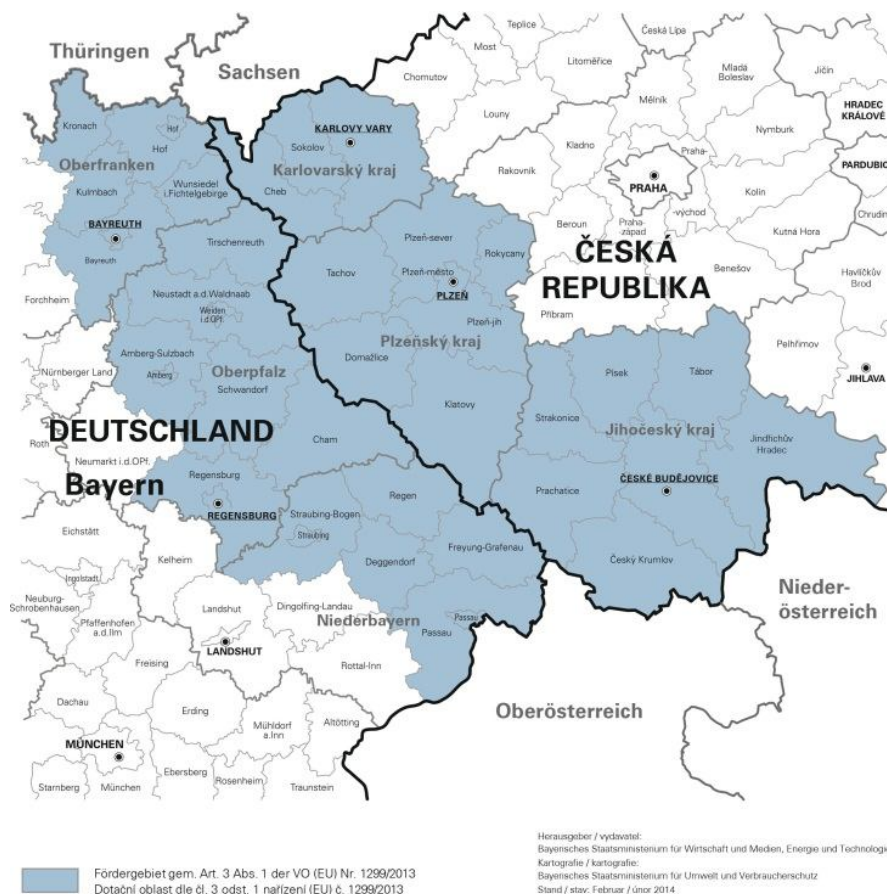 Thüringen
Sachsen
Teplice
Most
Chomutov
Litoměřice
Česká Lípa
Louny
Mělník
Mladá
Boleslav
Jičín
HRADEC
KRÁLOVÉ
Kronach
Hof
Hof
Oberfranken
Kulmbach
Wunsiedel
i.Fichtelgebirge
BAYREUTH
Bayreuth
KARLOVY VARY
Sokolov
Karlovarský kraj
Cheb
Rakovník
Kladno
Praha-
Nymburk
PRAHA
PARDUBIC
Kolín
Beroun
Praha-
západ
-východ
Kutná Hora
Chrudim
ČESKÁ
REPUBLIKA
Benešov
Havlíčkův
Brod
Příbram
Pelhřimov
JIHLAVA
Tirschenreuth
Plzeň-sever
Rokycany
Tachov
Plzeň-město
PLZEŇ
Plzeň-jih
Plzeňský kraj
Domažlice
Klatovy
Forchheim
Neustadt a.d.Waldnaab
Weiden
i.d.OPf.
Nürnberger Land
Amberg-Sulzbach
Amberg
Oberpfalz
Schwandorf
DEUTSCHLAND
Bayern
Roth
Neumarkt i.d.OPf.
Cham
Regensburg
REGENSBURG
Písek
Tábor
Strakonice
Jihočeský kraj
Jindřichův
Hradec
Prachatice
ČESKÉ BUDĚJOVICE
Český Krumlov
Straubing-Bogen
Straubing
Regen
Deggendorf
Freyung-Grafenau
Eichstätt
Kelheim
Ingolstadt
Neuburg-
Schrobenhausen
Pfaffenhofen
a.d.Ilm
Landshut
Dingolfing-Landau
Niederbayern
LANDSHUT
Passau
Passau
Rottal-Inn
Freising
Dachau
Erding
Mühldorf
a.Inn
Altötting
MÜNCHEN
Starnberg
München
Ebersberg
Rosenheim
Traunstein
Nieder-
österreich
Oberösterreich
Fördergebiet gem. Art. 3 Abs. 1 der VO (EU) Nr. 1299/2013
Dotační oblast dle čl. 3 odst. 1 nařízení (EU) č. 1299/2013
Herausgeber / vydavatel:
Bayerisches Staatsministerium für Wirtschaft und Medien, Energie und Technologie
Kartografie / kartografie:
Bayerisches Staatsministerium für Umwelt und Verbraucherschutz
Stand / stav: Februar / únor 2014